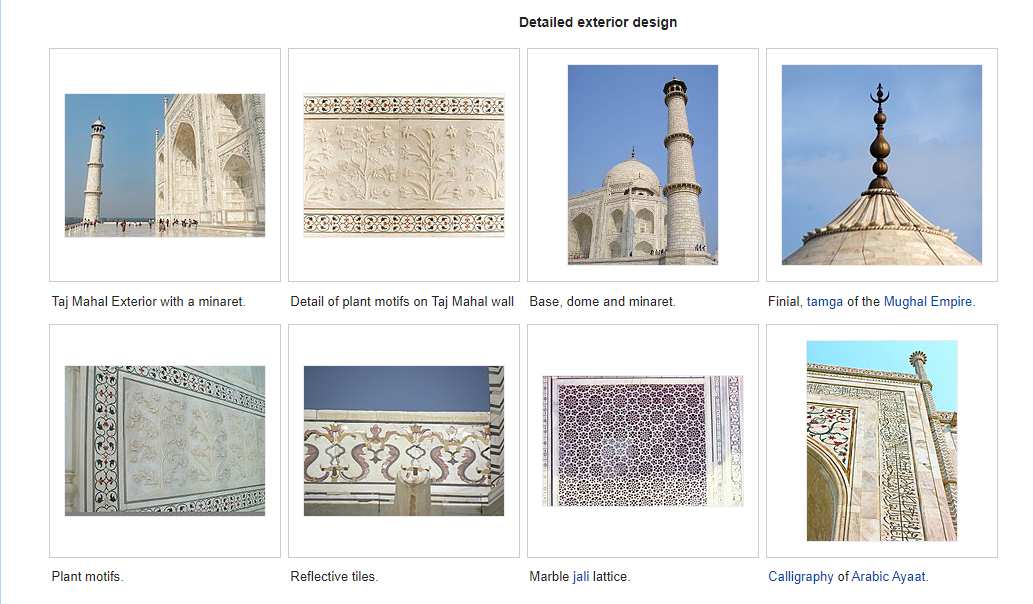 Detailed exterior design
Taj Mahal Exterior with a minaret.
Detail of plant motifs on Taj Mahal wall
Base, dome and minaret.
Finial, tamga of the Mughal Empire.
Plant motifs.
Reflective tiles.
Marble jali lattice.
Calligraphy of Arabic Ayaat.